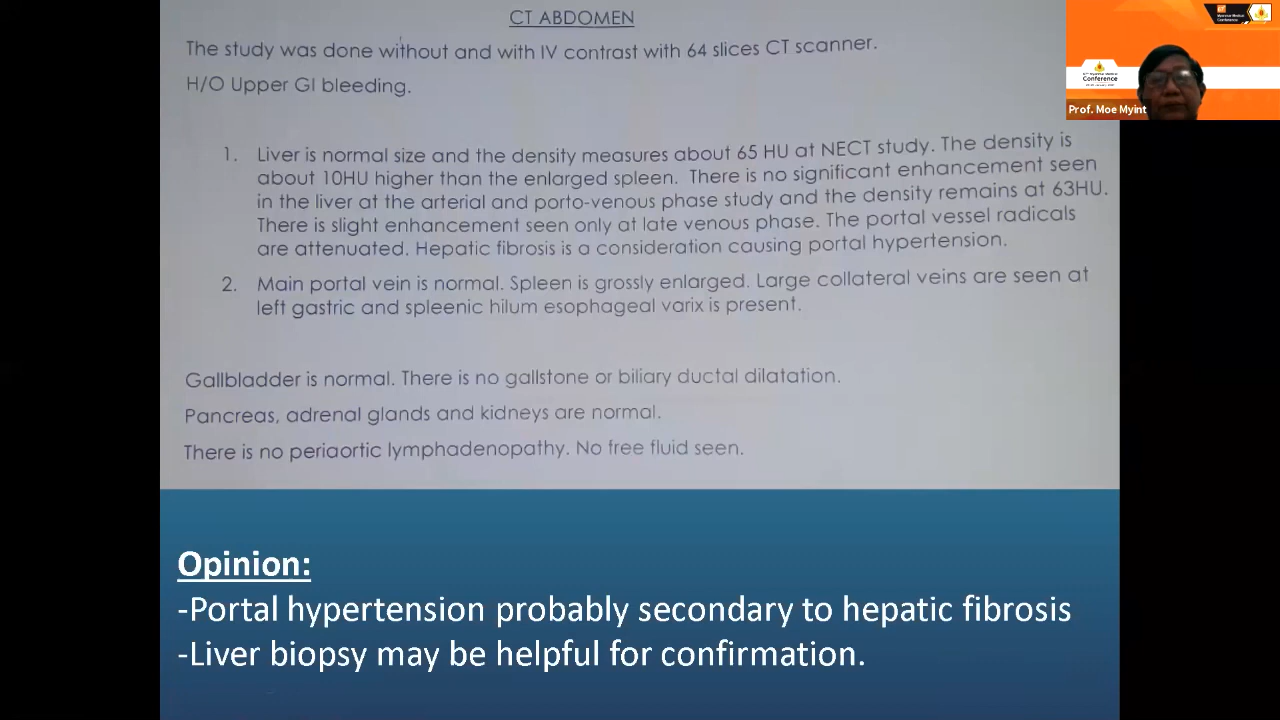 CT ABDOMEN
The study was done without and with IV contrast with 64 slices CT scanner.
H/O Upper GI bleeding.
1. Liver is normal size and the density measures about 65 HU at NECT study. The density is
about 10HU higher than the enlarged spleen. There is no significant enhancement seen
in the liver at the arterial and porto-venous phase study and the density remains at 63HU.
There is slight enhancement seen only at late venous phase. The portal vessel radicals
are attenuated. Hepatic fibrosis is a consideration causing portal hypertension.
2. Main portal vein is normal. Spleen is grossly enlarged. Large collateral veins are seen at
left gastric and spleenic hilum esophageal varix is present.
Gallbladder is normal. There is no gallstone or biliary ductal dilatation.
Pancreas, adrenal glands and kidneys are normal.
There is no periaortic lymphadenopathy. No free fluid seen.
Opinion:
-Portal hypertension probably secondary to hepatic fibrosis
-Liver biopsy may be helpful for confirmation.
Myanmar Medical
Conference
Myanmar Medical
Conference
Prof. Moe Myint